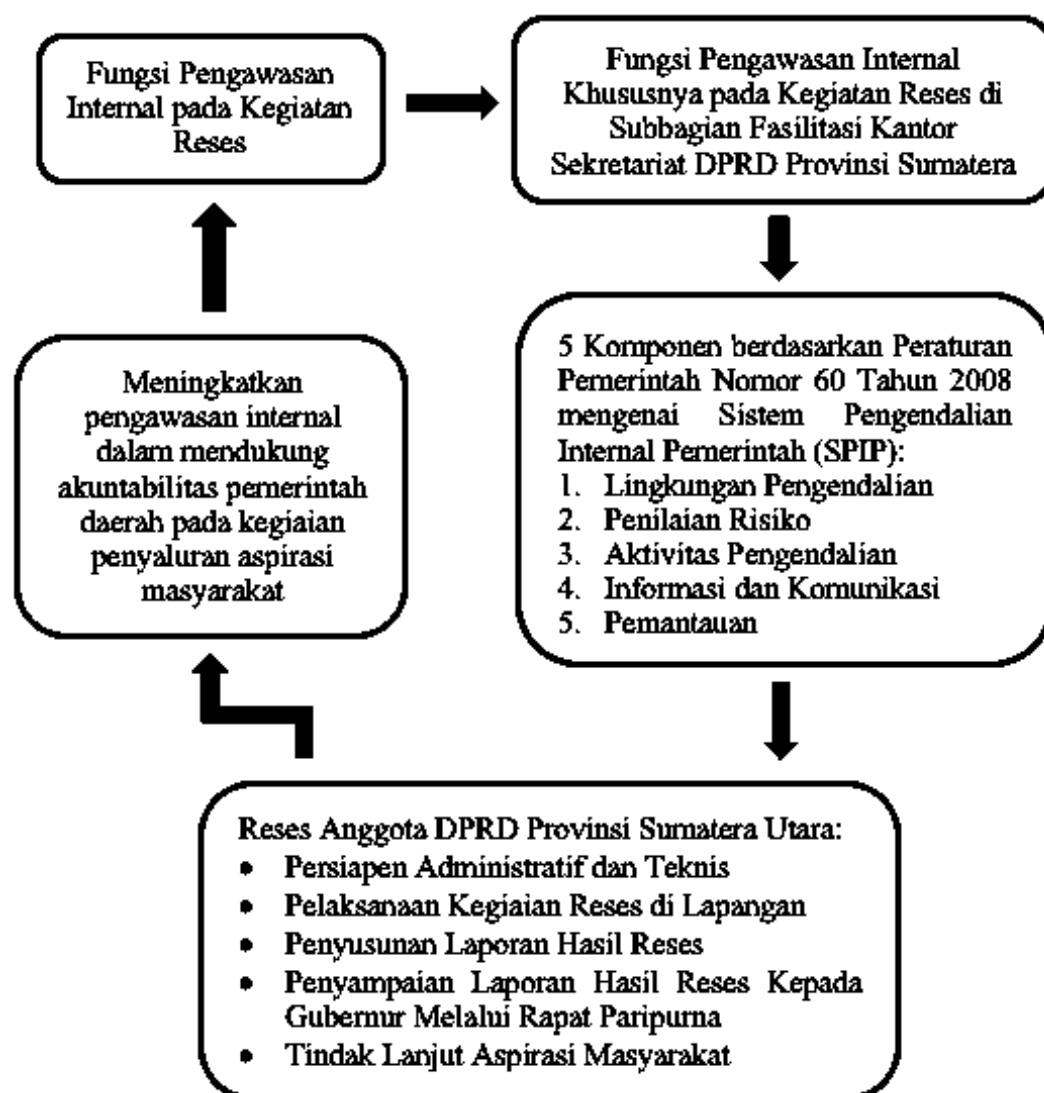 Fungsi Pengawasan
Internal pada Kegiatan
Reses
Fungsi Pengawasan Internal
Khususnya pada Kegiatan Reses di
Subbagian Fasilitasi Kantor
Sekretariat DPRD Provinsi Sumatera
5 Komponen berdasarkan Peraturan
Pemerintah Nomor 60 Tahun 2008
mengenai Sistem Pengendalian
Internal Pemerintah (SPIP):
1. Lingkungan Pengendalian
2. Penilaian Risiko
3. Aktivitas Pengendalian
4. Informasi dan Komunikasi
5. Pemantauan
Reses Anggota DPRD Provinsi Sumatera Utara:
• Persiapen Administratif dan Teknis
• Pelaksanaan Kegiaian Reses di Lapangan
• Penyusunan Laporan Hasil Reses
• Penyampaian Laporan Hasil Reses Kepada
Gubernur Melalui Rapat Paripurna
• Tindak Lanjut Aspirasi Masyarakat
Meningkatkan
pengawasan internal
dalam mendukung
akuntabilitas pemerintah
daerah pada kegiaian
penyaluran aspirasi
masyarakat